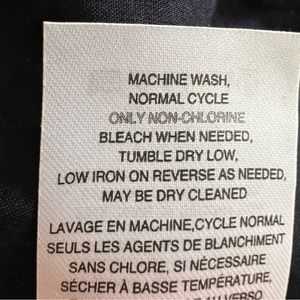 MACHINE WASH,
NORMAL CYCLE
ONLY NON-CHLORINE
BLEACH WHEN NEEDED,
TUMBLE DRY LOW,
LOW IRON ON REVERSE AS NEEDED,
MAY BE DRY CLEANED
LAVAGE EN MACHINE,CYCLE NORMAL
SEULS LES AGENTS DE BLANCHIMENT
SANS CHLORE, SI NÉCESSAIRE
SÉCHER À BASSE TEMPÉRATURE,
VERSO